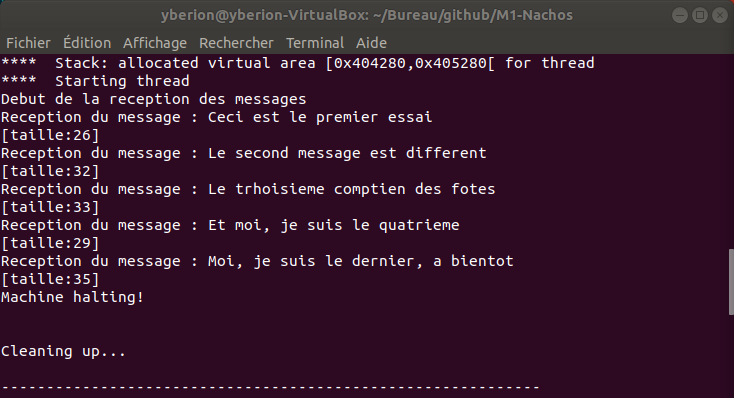 yberion@yberion-VirtualBox: ~/Bureau/github/M1-Nachos
Fichier Édition Affichage Rechercher Terminal Aide
**** Stack: allocated virtual area [0x404280,0x405280[ for thread
**** Starting thread
Debut de la reception des messages
Reception du message : Ceci est le premier essai
[taille:26]
Reception du message : Le second message est different
[taille:32]
Reception du message : Le trhoisieme comptien des fotes
[taille:33]
Reception du message : Et moi, je suis le quatrieme
[taille:29]
Reception du message : Moi, je suis le dernier, a bientot
[taille:35]
Machine halting!
Cleaning up...
------------------------------------------------------------